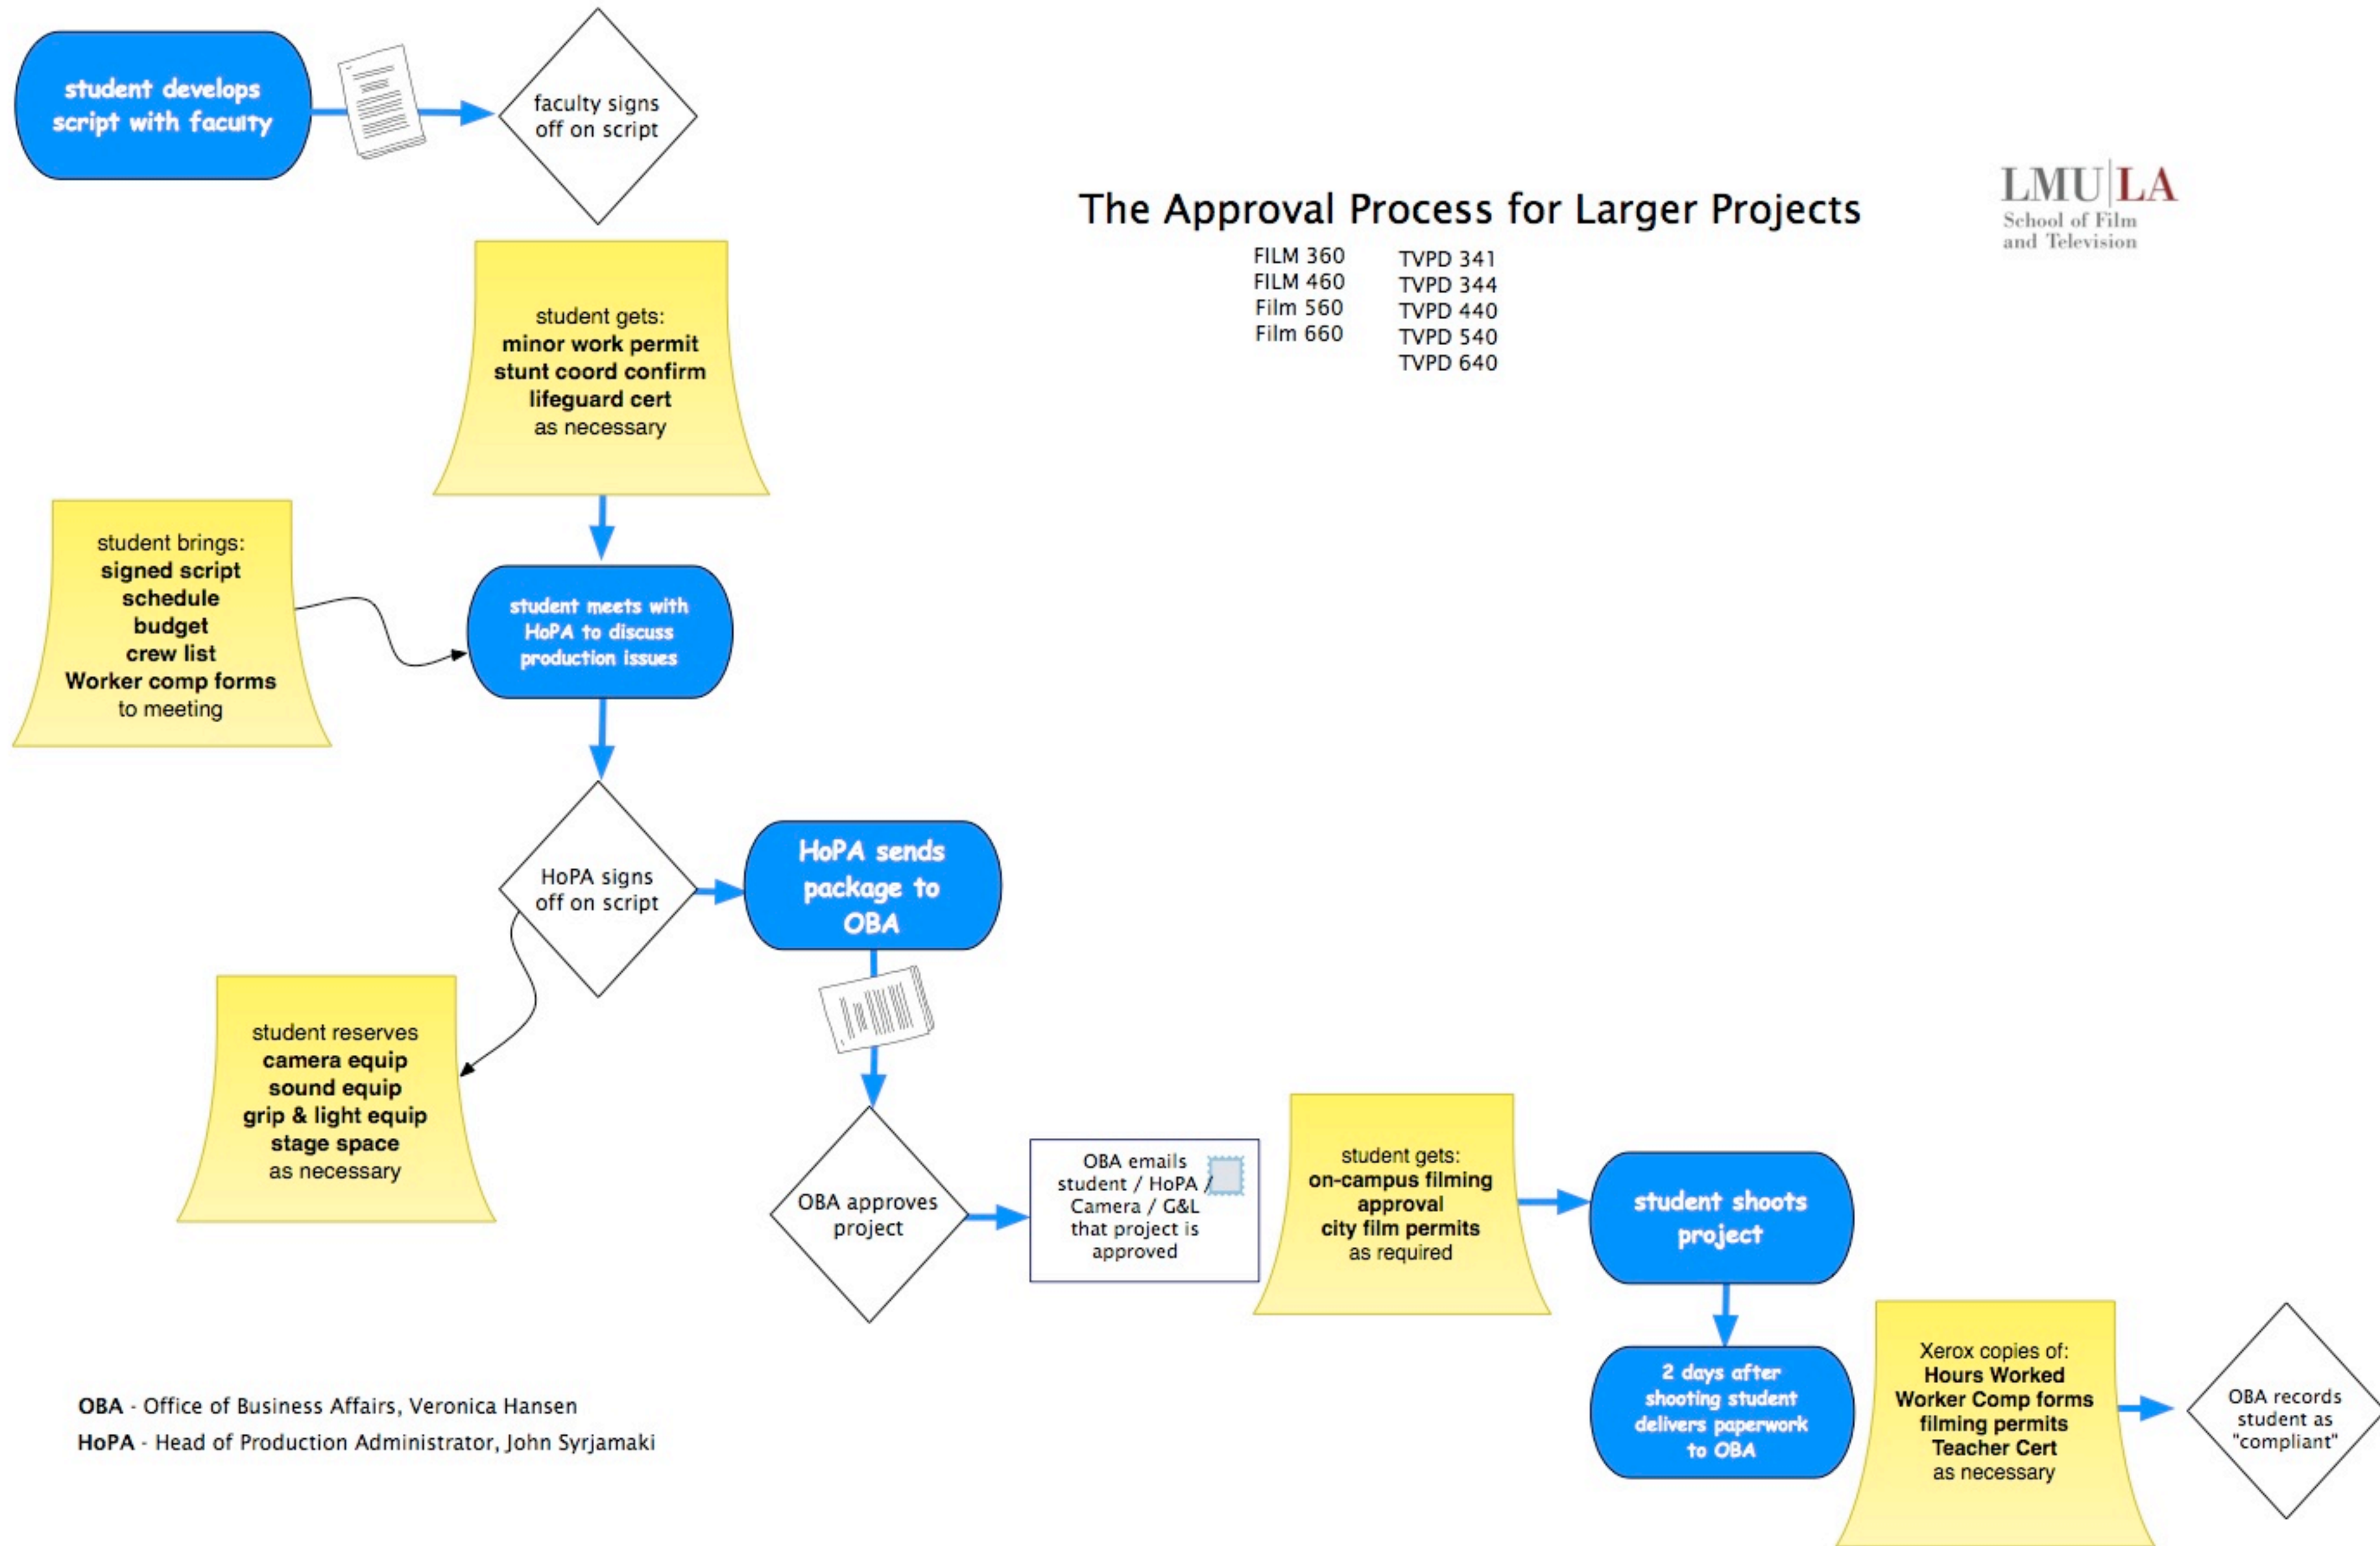 student develops
script with faculty
faculty signs
off on script
The Approval Process for Larger Projects
FILM 360
FILM 460
Film 560
Film 660
TVPD 341
TVPD 344
TVPD 440
TVPD 540
TVPD 640
LMU|LA
School of Film
and Television
student gets:
minor work permit
stunt coord confirm
lifeguard cert
as necessary
student brings:
signed script
schedule
budget
crew list
Worker comp forms
to meeting
student meets with
HoPA to discuss
production issues
HoPA signs
off on script
HoPA sends
package to
OBA
student reserves
camera equip
sound equip
grip & light equip
stage space
as necessary
OBA approves
project
OBA emails
student / HoPA /
Camera / G&L
that project is
approved
student gets:
on-campus filming
approval
city film permits
as required
student shoots
project
2 days after
shooting student
delivers paperwork
to OBA
Xerox copies of:
Hours Worked
Worker Comp forms
filming permits
Teacher Cert
as necessary
OBA records
student as
"compliant"
OBA - Office of Business Affairs, Veronica Hansen
HoPA - Head of Production Administrator, John Syrjamaki